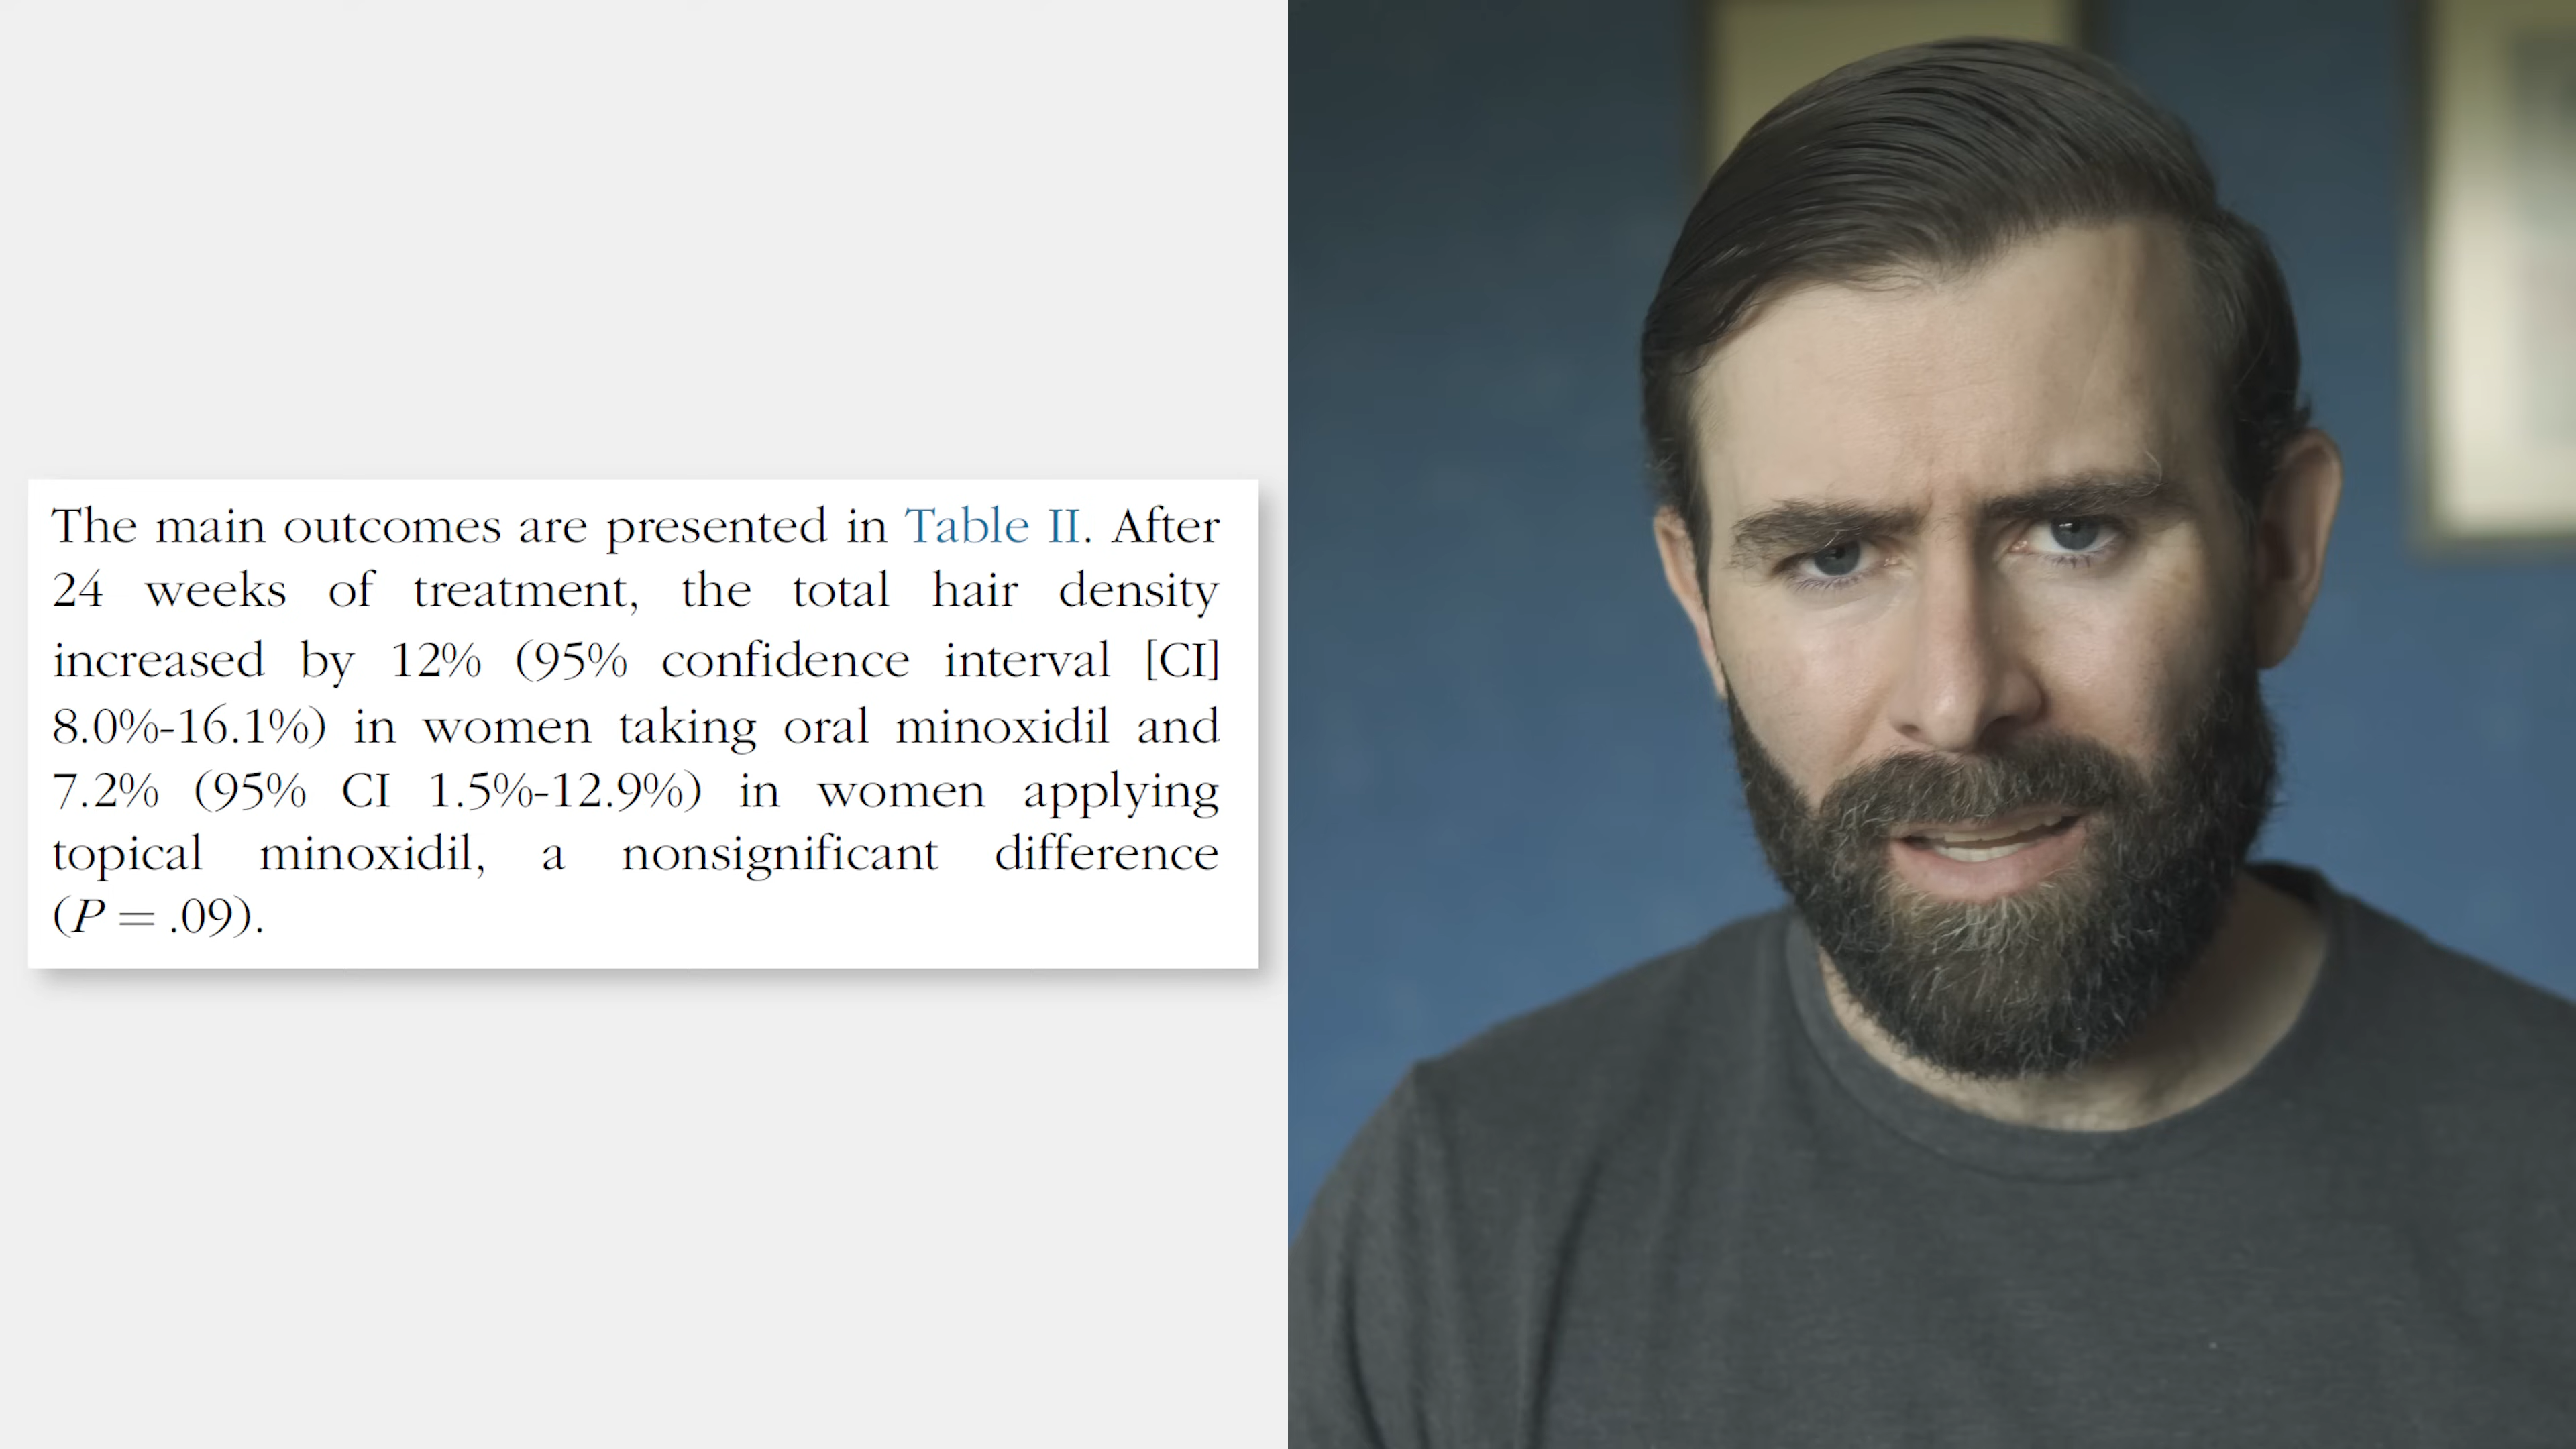 The main outcomes are presented in Table II. After
24 weeks of treatment, the total hair density
increased by 12% (95% confidence interval [CI]
8.0%-16.1%) in women taking oral minoxidil and
7.2% (95% CI 1.5%-12.9%) in women applying
topical minoxidil, a nonsignificant difference
(P = .09).